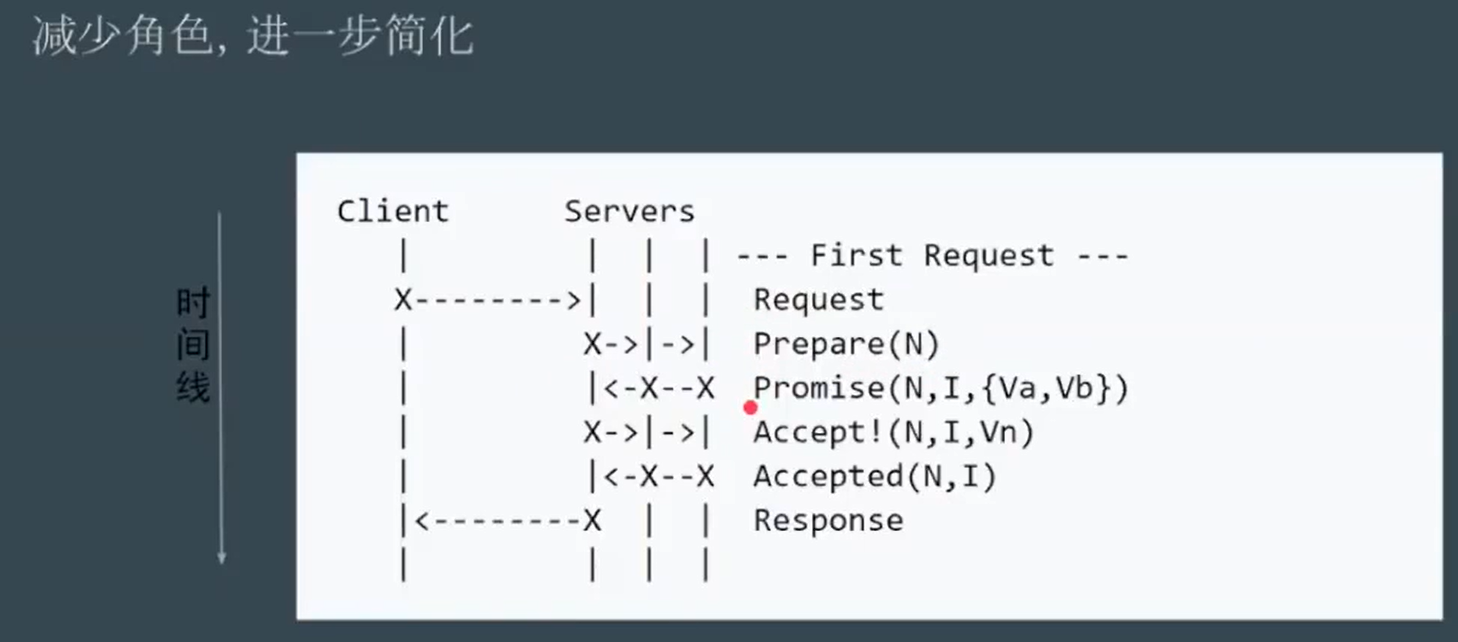 减少角色, 进一步简化
时间线
Client Servers
| | | | --- First Request ---
X-------->| | | Request
| X->|->| Prepare(N)
| |<-X--X Promise(N,I,{Va,Vb})
| X->|->| Accept!(N,I,Vn)
| |<-X--X Accepted(N,I)
|<--------X | | Response
| | | |